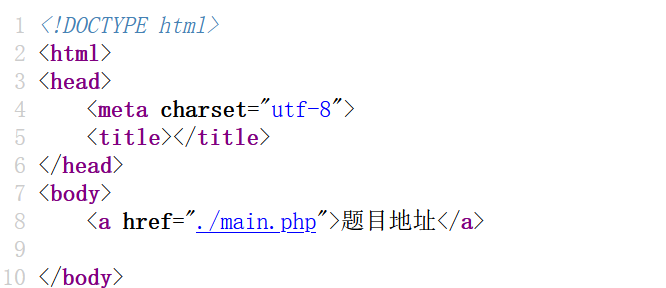 1 <!DOCTYPE html>
2 <html>
3 <head>
4     <meta charset="utf-8">
5     <title></title>
6 </head>
7 <body>
8     <a href="./main.php">题目地址</a>
9
10 </body>